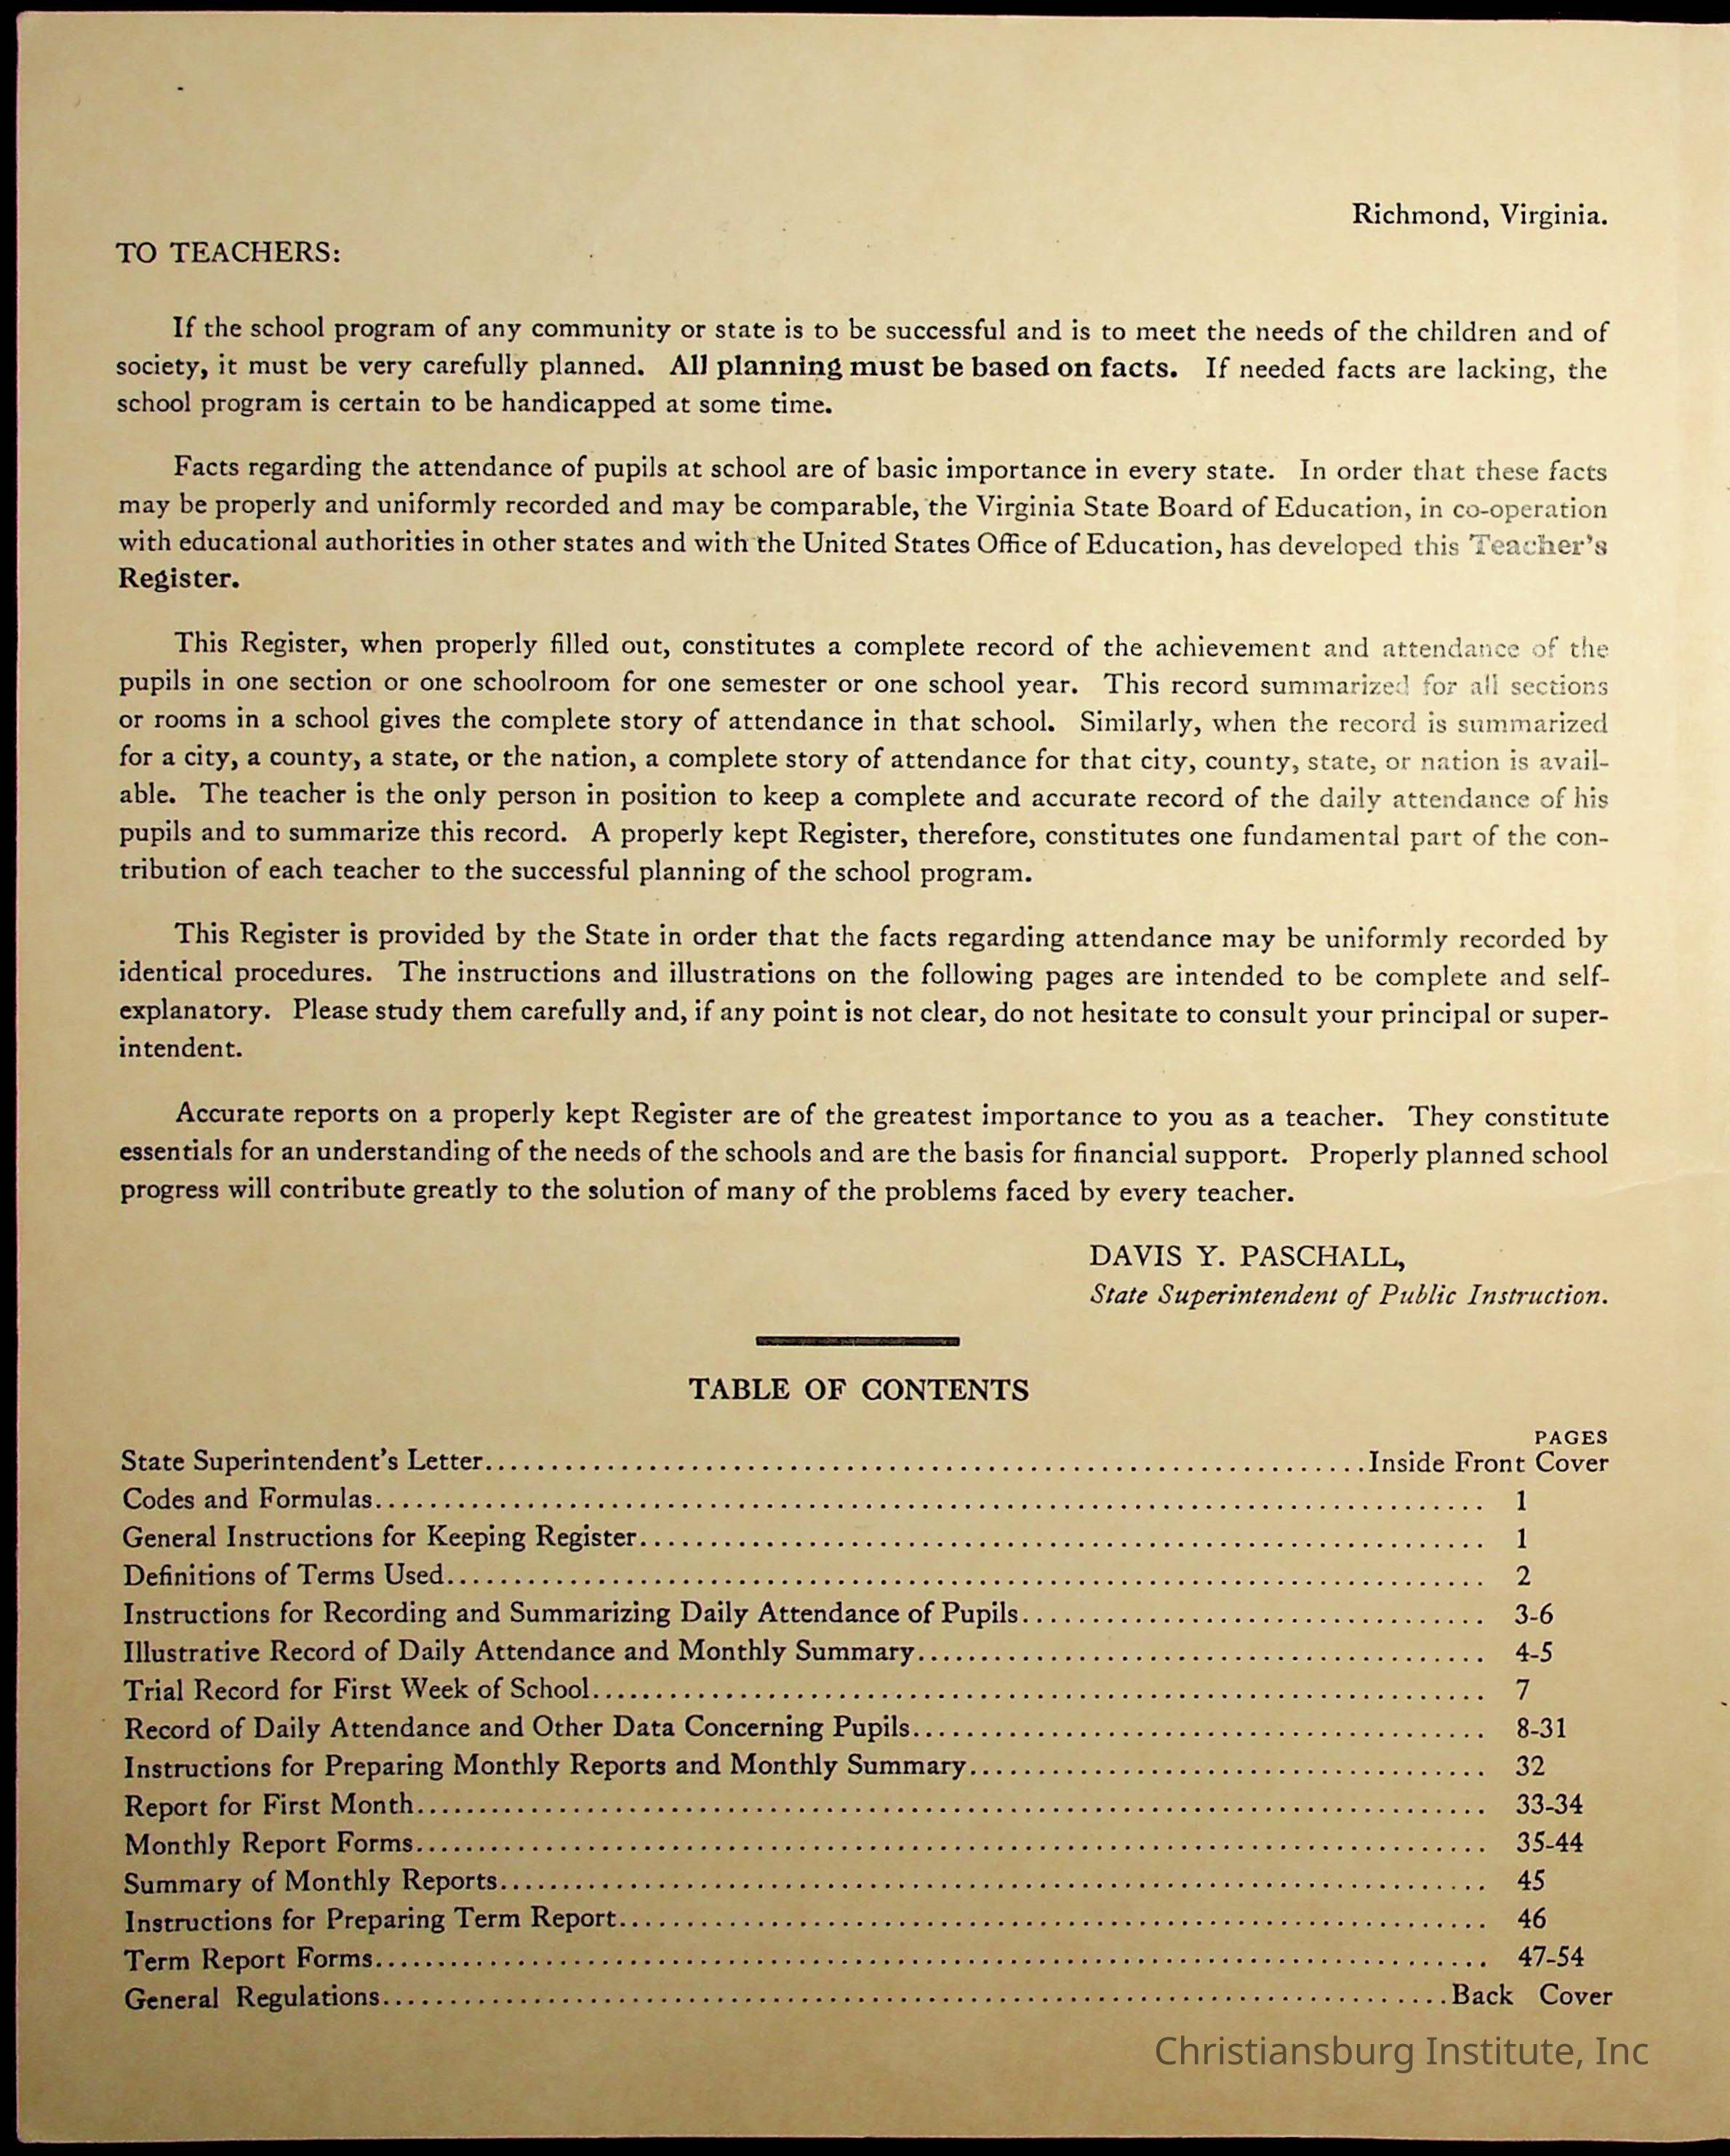 Richmond, Virginia.
TO TEACHERS:
If the school program of any community or state is to be successful and is to meet the needs of the children and of
society, it must be very carefully planned. All planning must be based on facts. If needed facts are lacking, the
school program is certain to be handicapped at some time.
Facts regarding the attendance of pupils at school are of basic importance in every state. In order that these facts
may be properly and uniformly recorded and may be comparable, the Virginia State Board of Education, in co-operation
with educational authorities in other states and with the United States Office of Education, has developed this Teacher's
Register.
This Register, when properly filled out, constitutes a complete record of the achievement and attendance of the
pupils in one section or one schoolroom for one semester or one school year. This record summarized for all sections
or rooms in a school gives the complete story of attendance in that school. Similarly, when the record is summarized
for a city, a county, a state, or the nation, a complete story of attendance for that city, county, state, or nation is avail-
able. The teacher is the only person in position to keep a complete and accurate record of the daily attendance of his
pupils and to summarize this record. A properly kept Register, therefore, constitutes one fundamental part of the con-
tribution of each teacher to the successful planning of the school program.
This Register is provided by the State in order that the facts regarding attendance may be uniformly recorded by
identical procedures. The instructions and illustrations on the following pages are intended to be complete and self-
explanatory. Please study them carefully and, if any point is not clear, do not hesitate to consult your principal or super-
intendent.
Accurate reports on a properly kept Register are of the greatest importance to you as a teacher. They constitute
essentials for an understanding of the needs of the schools and are the basis for financial support. Properly planned school
progress will contribute greatly to the solution of many of the problems faced by every teacher.
DAVIS Y. PASCHALL,
State Superintendent of Public Instruction.
TABLE OF CONTENTS
PAGES
State Superintendent's Letter..........Inside Front Cover
Codes and Formulas.......... 1
General Instructions for Keeping Register.......... 1
Definitions of Terms Used.......... 2
Instructions for Recording and Summarizing Daily Attendance of Pupils.......... 3-6
Illustrative Record of Daily Attendance and Monthly Summary.......... 4-5
Trial Record for First Week of School.......... 7
Record of Daily Attendance and Other Data Concerning Pupils.......... 8-31
Instructions for Preparing Monthly Reports and Monthly Summary.......... 32
Report for First Month.......... 33-34
Monthly Report Forms.......... 35-44
Summary of Monthly Reports.......... 45
Instructions for Preparing Term Report.......... 46
Term Report Forms.......... 47-54
General Regulations..........Back Cover
Christiansburg Institute, Inc